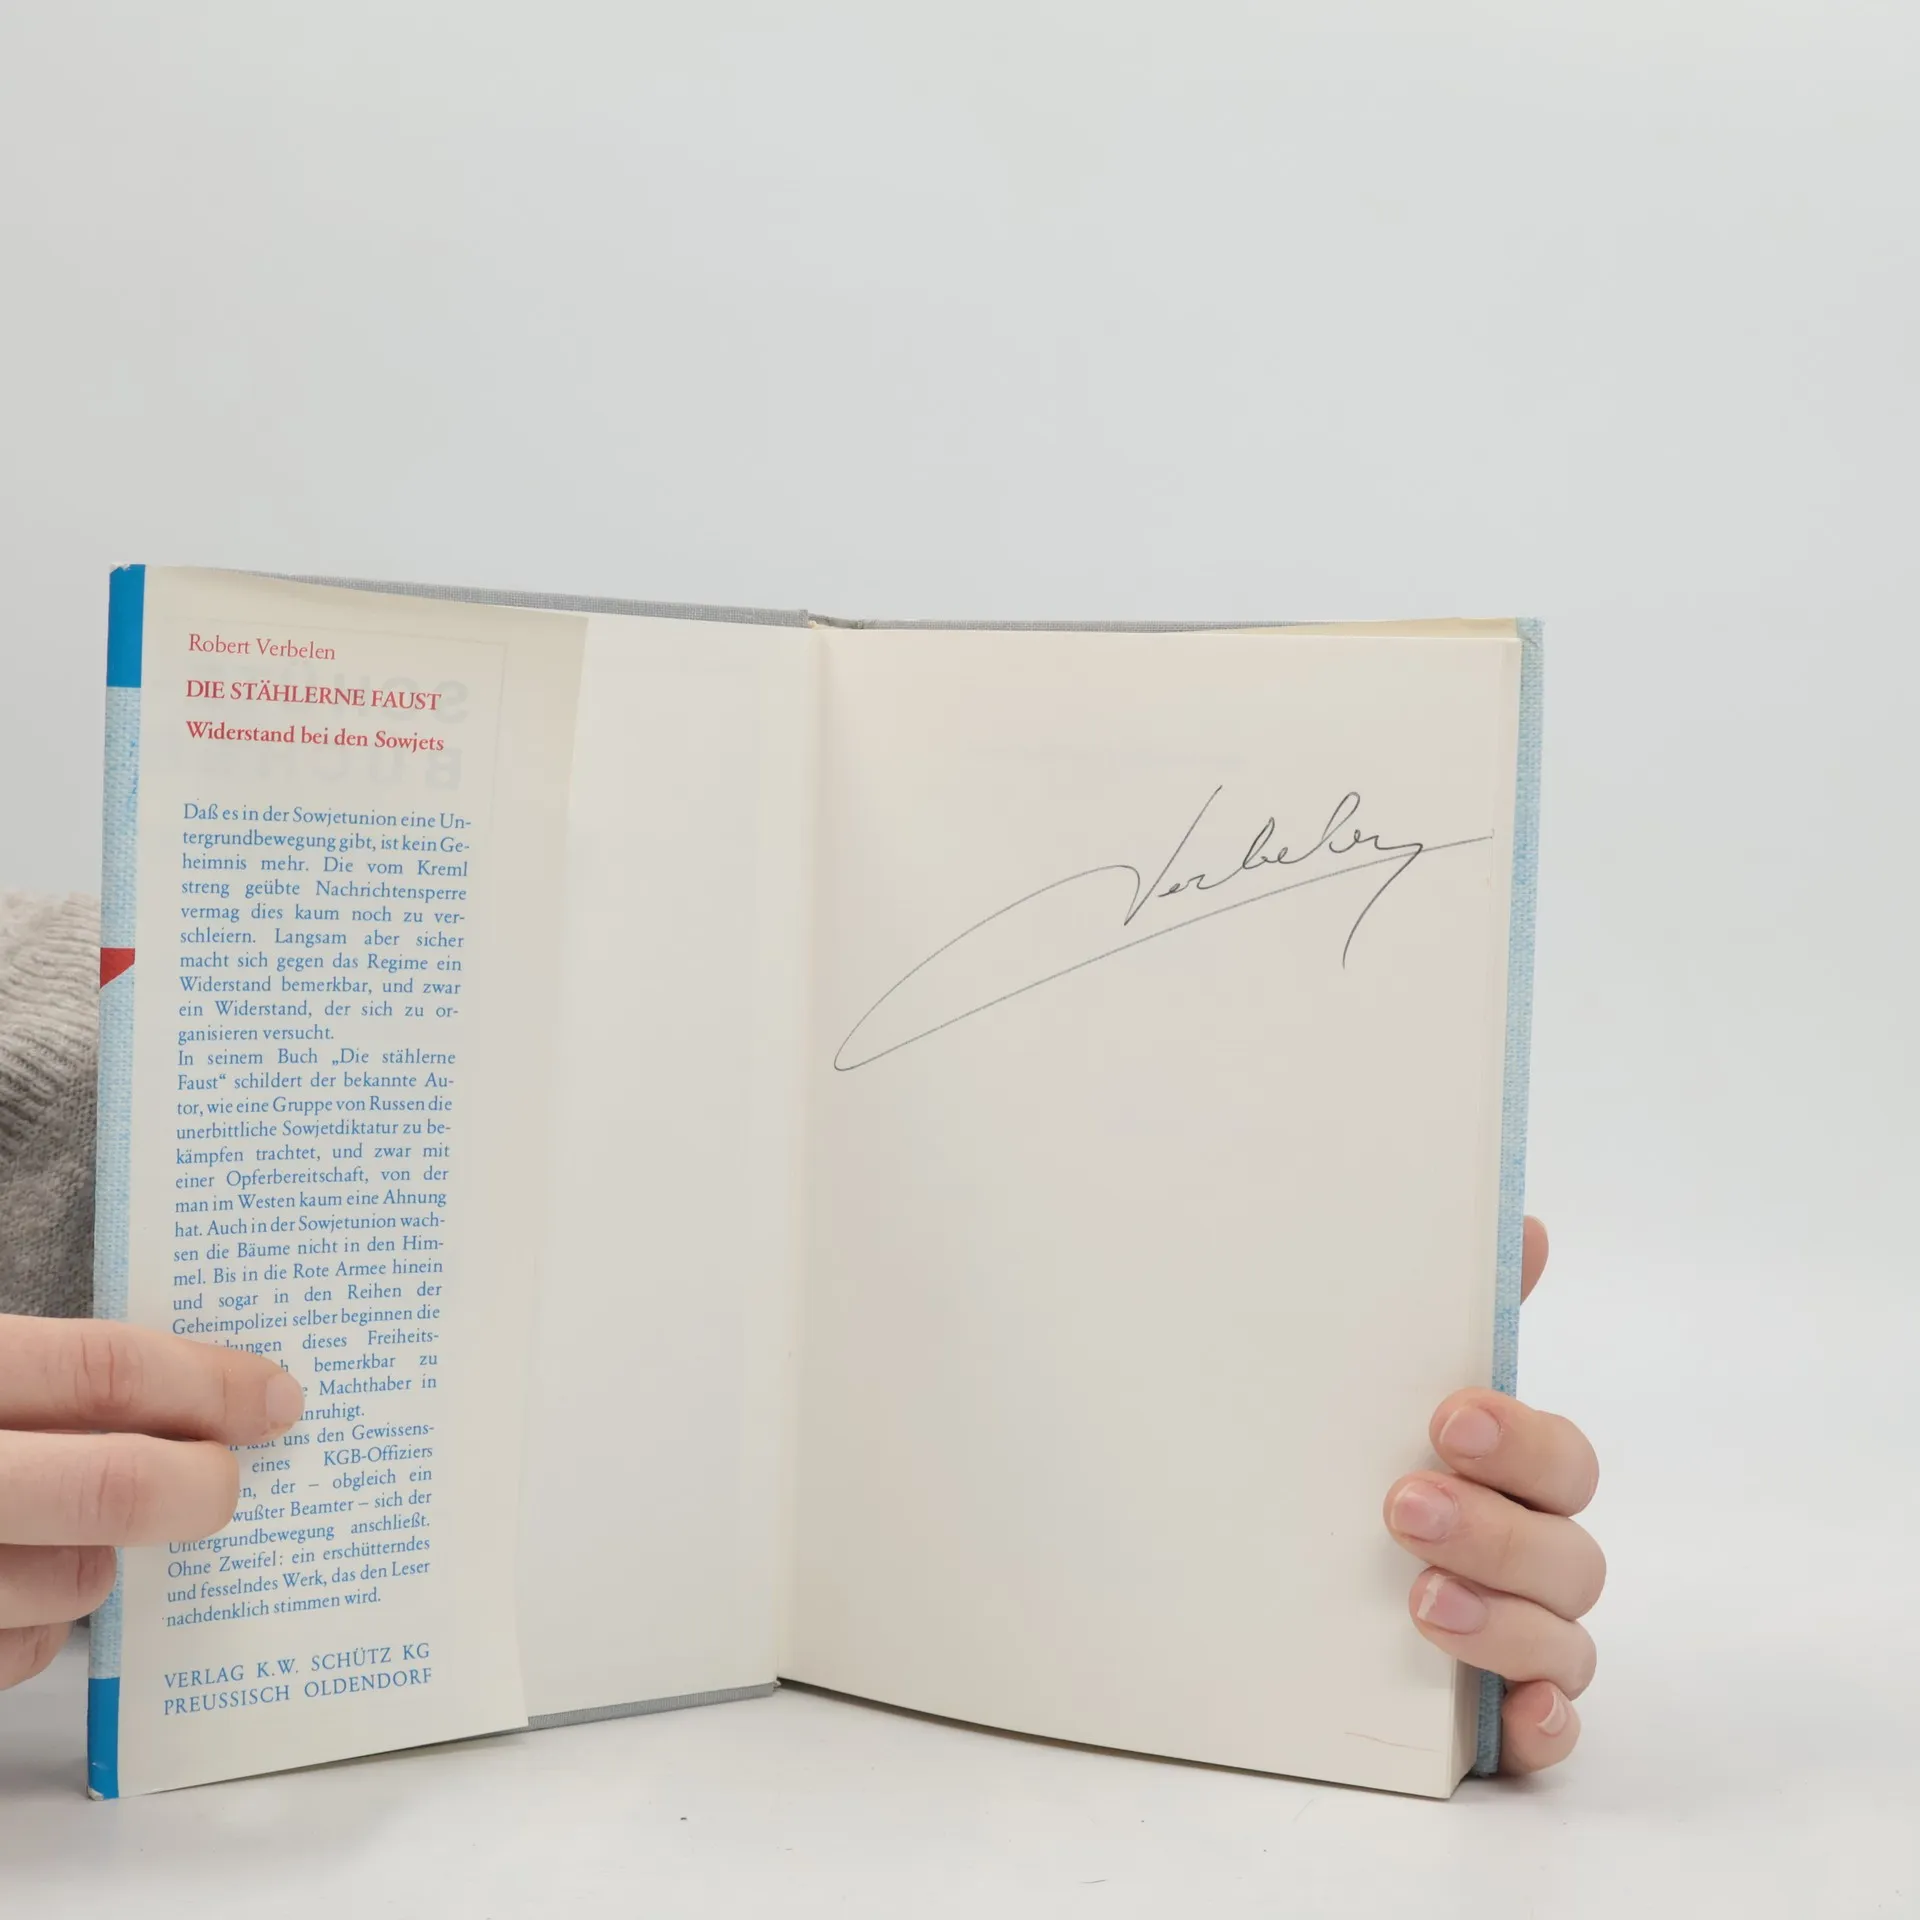 Robert Verbelen
DIE STÄHLERNE FAUST
Widerstand bei den Sowjets
Daß es in der Sowjetunion eine Un-
tergrundbewegung gibt, ist kein Ge-
heimnis mehr. Die vom Kreml
streng geübte Nachrichtensperre
vermag dies kaum noch zu ver-
schleiern. Langsam aber sicher
macht sich gegen das Regime ein
Widerstand bemerkbar, und zwar
ein Widerstand, der sich zu or-
ganisieren versucht.
In seinem Buch „Die stählerne
Faust“ schildert der bekannte Au-
tor, wie eine Gruppe von Russen die
unerbittliche Sowjetdiktatur zu be-
kämpfen trachtet, und zwar mit
einer Opferbereitschaft, von der
man im Westen kaum eine Ahnung
hat. Auch in der Sowjetunion wach-
sen die Bäume nicht in den Him-
mel. Bis in die Rote Armee hinein
und sogar in den Reihen der
Geheimpolizei selber beginnen die
dieses Freiheits-
bemerkbar zu
Machthaber in
uns den Gewissens-
eines KGB-Offiziers
der – obgleich ein
Beamter – sich der
Untergrundbewegung anschließt.
Ohne Zweifel: ein erschütterndes
und fesselndes Werk, das den Leser
nachdenklich stimmen wird.
VERLAG K.W. SCHÜTZ KG
PREUSSISCH OLDENDORF
Verbelen